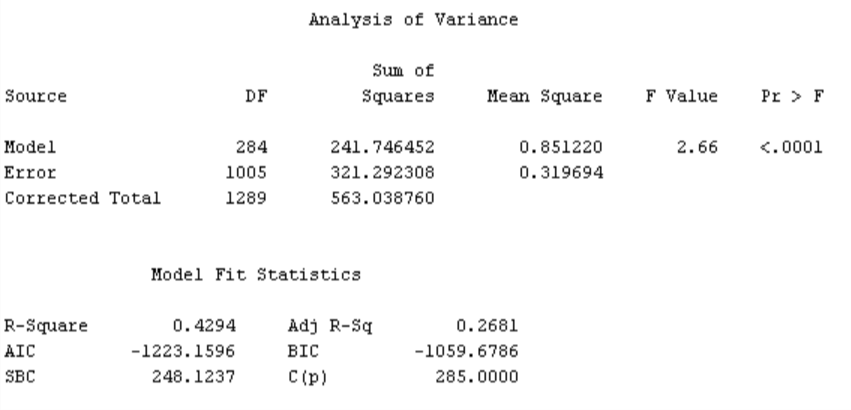 Analysis of Variance
Sum of
Source DF Squares Mean Square F Value Pr > F
Model 284 241.746452 0.851220 2.66 <.0001
Error 1005 321.292308 0.319694
Corrected Total 1289 563.038760
Model Fit Statistics
R-Square 0.4294 Adj R-Sq 0.2681
AIC -1223.1596 BIC -1059.6786
SBC 248.1237 C(p) 285.0000